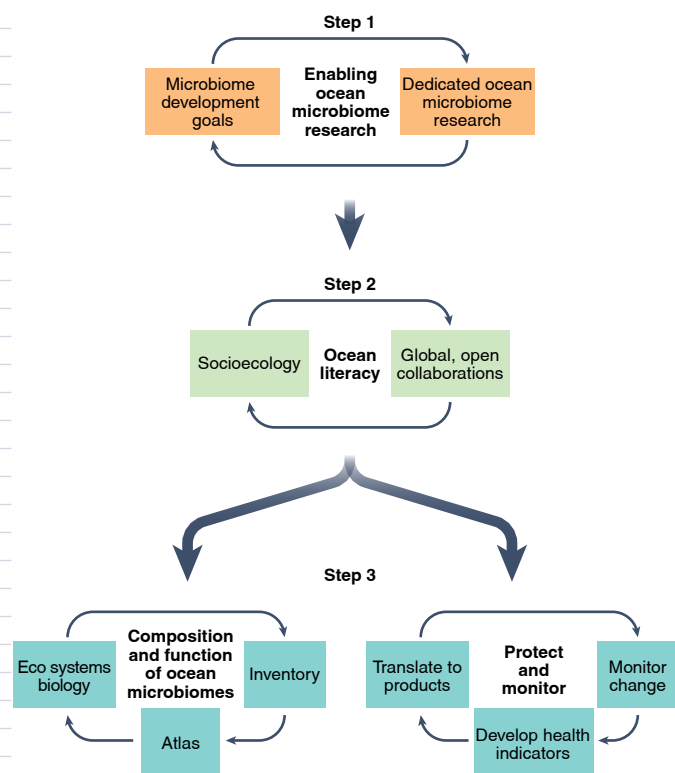 Step 1
Microbiome
development
goals
Enabling
ocean
microbiome
research
Dedicated ocean
microbiome
research
Step 2
Socioecology
Ocean
literacy
Global, open
collaborations
Step 3
Eco systems
biology
Composition
and function
of ocean
microbiomes
Inventory
Atlas
Translate to
products
Protect
and
monitor
Monitor
change
Develop health
indicators